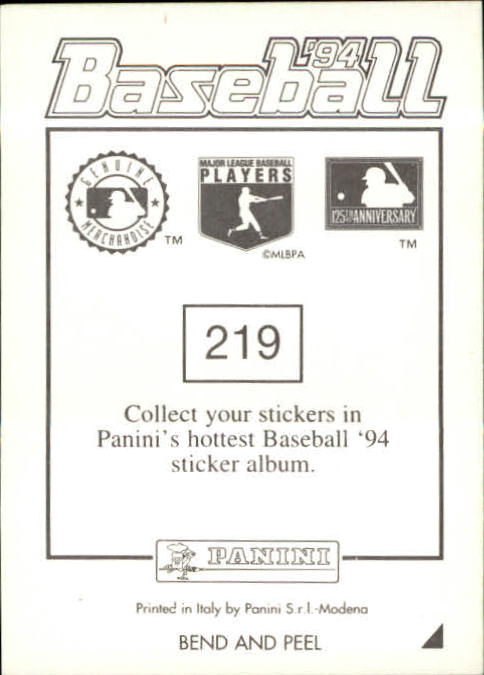 '94
Baseball
GENUINE
MERCHANDISE
TM
MAJOR LEAGUE BASEBALL
PLAYERS
©MLBPA
125TH ANNIVERSARY
TM
219
Collect your stickers in
Panini's hottest Baseball ‘94
sticker album.
PANINI
Printed in Italy by Panini S.r.l.-Modena
BEND AND PEEL